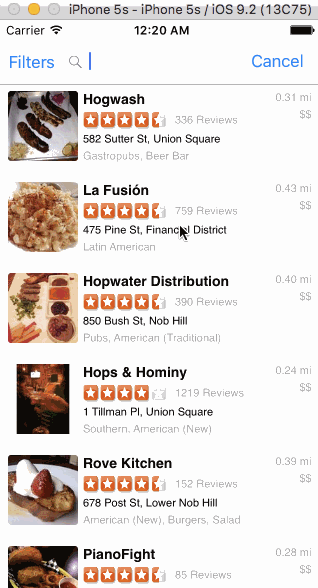 iPhone 5s - iPhone 5s / iOS 9.2 (13C75)
Carrier 12:20 AM
Filters Cancel
Hogwash 0.31 mi
336 Reviews $$
582 Sutter St, Union Square
Gastropubs, Beer Bar
La Fusión 0.43 mi
759 Reviews $$
475 Pine St, Financial District
Latin American
Hopwater Distribution 0.40 mi
390 Reviews $$
850 Bush St, Nob Hill
Pubs, American (Traditional)
Hops & Hominy 0.24 mi
1219 Reviews $$
1 Tillman Pl, Union Square
Southern, American (New)
Rove Kitchen 0.39 mi
152 Reviews $$
678 Post St, Lower Nob Hill
American (New), Burgers, Salad
PianoFight 0.28 mi
85 Reviews $$